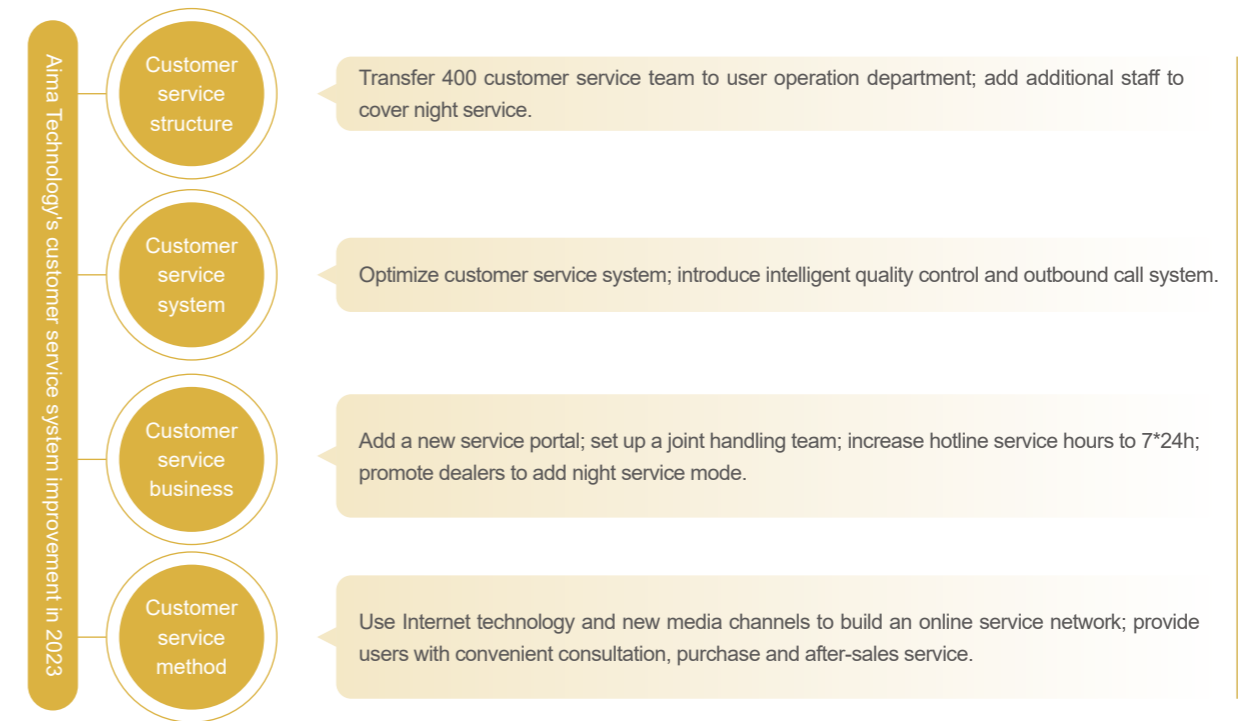 Aima Technology's customer service system improvement in 2023
Customer
service
structure
Transfer 400 customer service team to user operation department; add additional staff to
cover night service.
Customer
service
system
Optimize customer service system; introduce intelligent quality control and outbound call system.
Customer
service
business
Add a new service portal; set up a joint handling team; increase hotline service hours to 7*24h;
promote dealers to add night service mode.
Customer
service
method
Use Internet technology and new media channels to build an online service network; provide
users with convenient consultation, purchase and after-sales service.